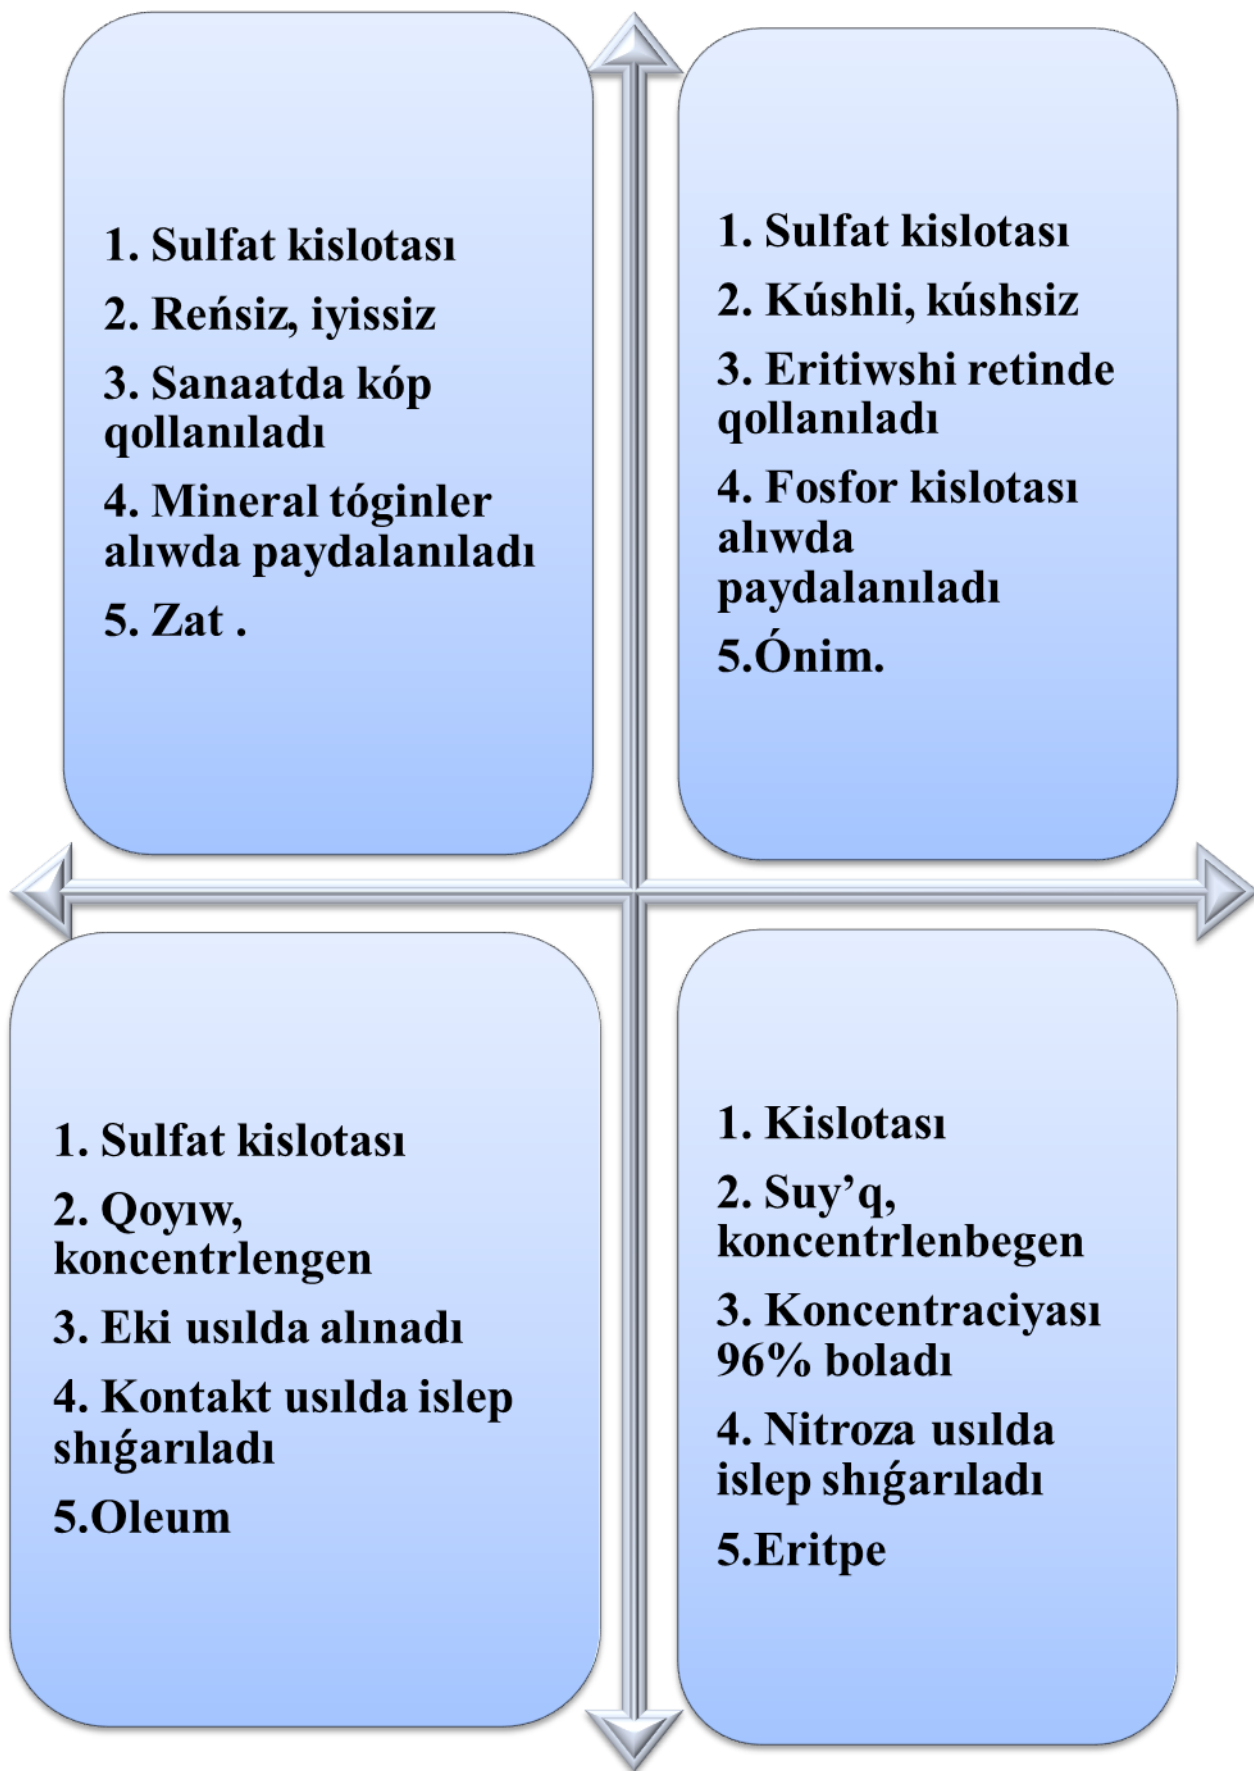 1. Sulfat kislotası
2. Reńsiz, iyissiz
3. Sanaatda kóp
qollanıladı
4. Mineral tóginler
alıwda paydalanıladı
5. Zat .
1. Sulfat kislotası
2. Kúshli, kúshsiz
3. Eritiwshi retinde
qollanıladı
4. Fosfor kislotası
alıwda
paydalanıladı
5.Ónim.
1. Sulfat kislotası
2. Qoyıw,
koncentrlengen
3. Eki usılda alınadı
4. Kontakt usılda islep
shıǵarıladı
5.Oleum
1. Kislotası
2. Suy’q,
koncentrlenbegen
3. Koncentraciyası
96% boladı
4. Nitroza usılda
islep shıǵarıladı
5.Eritpe